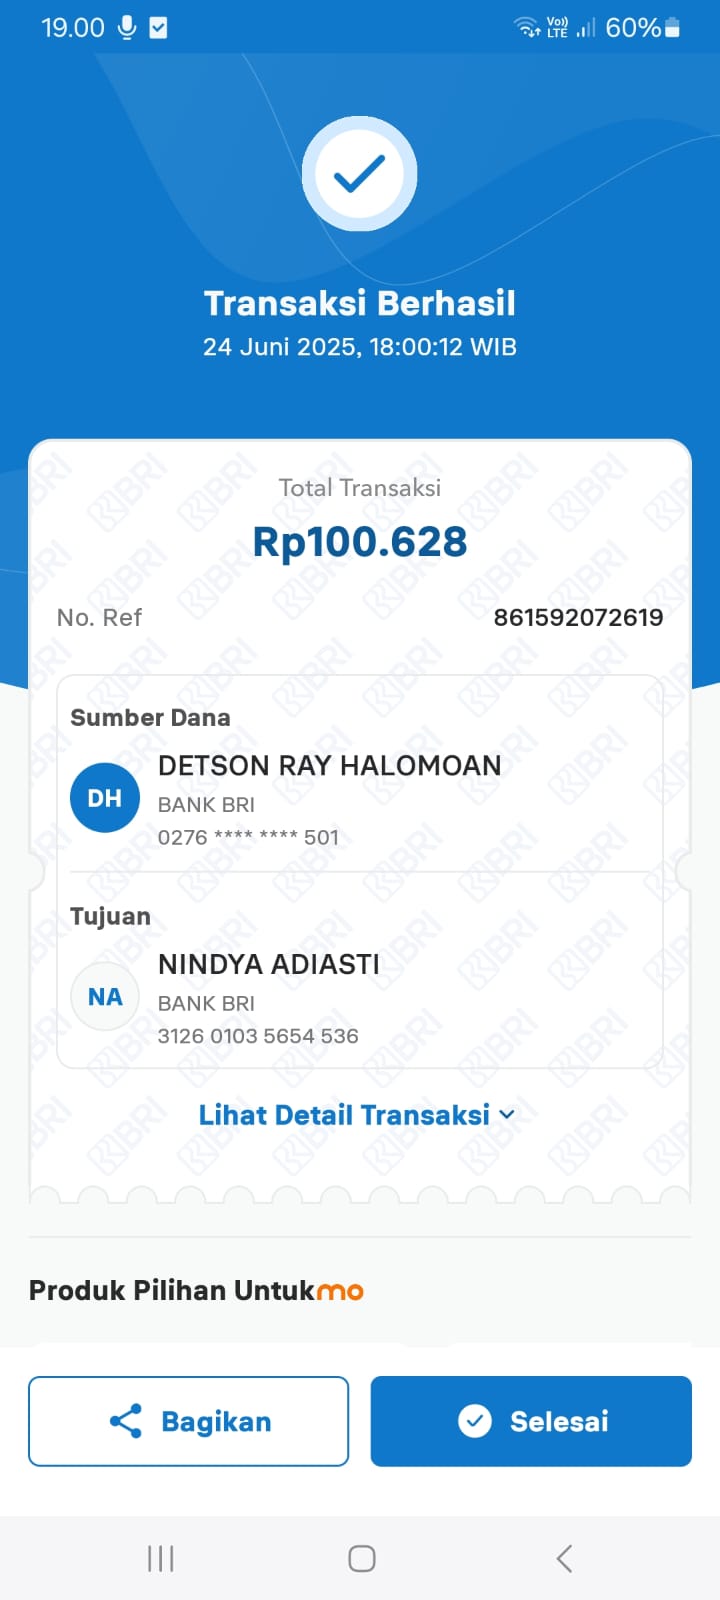 19.00
Vo)) LTE 60%
Transaksi Berhasil
24 Juni 2025, 18:00:12 WIB
Total Transaksi
Rp100.628
No. Ref 861592072619
Sumber Dana
DH
DETSON RAY HALOMOAN
BANK BRI
0276 **** **** 501
Tujuan
NA
NINDYA ADIASTI
BANK BRI
3126 0103 5654 536
Lihat Detail Transaksi
Produk Pilihan Untukmo
Bagikan
Selesai